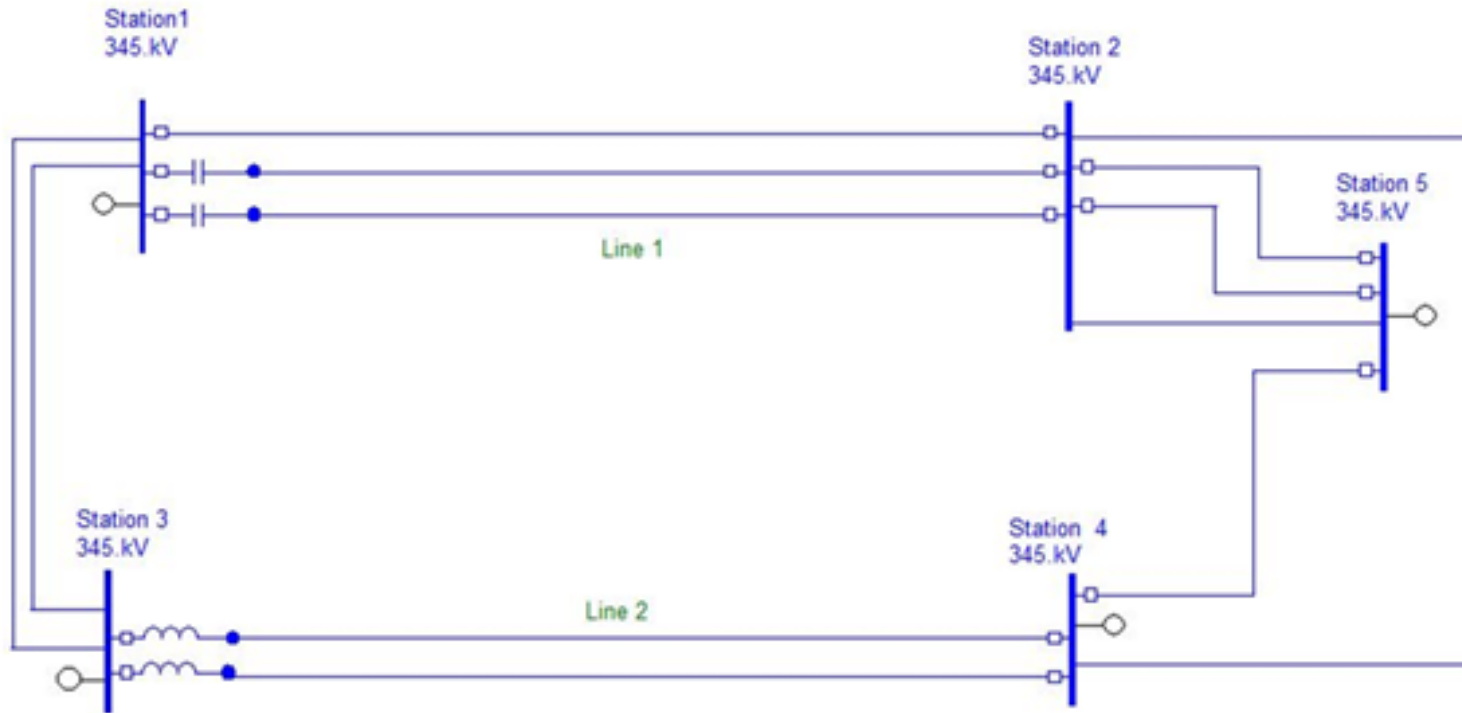 Station1
345.kV
Station 2
345.kV
Station 5
345.kV
Line 1
Station 3
345.kV
Station 4
345.kV
Line 2